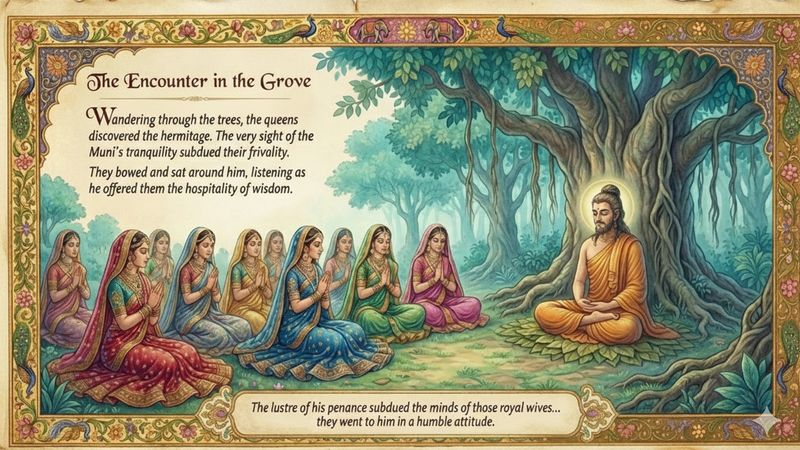 The Encounter in the Grove
Wandering through the trees, the queens
discovered the hermitage. The very sight of the
Muni's tranquility subdued their frivality.
They bowed and sat around him, listening as
he offered them the hospitality of wisdom.
The lustre of his penance subdued the minds of those royal wives...
they went to him in a humble attitude.